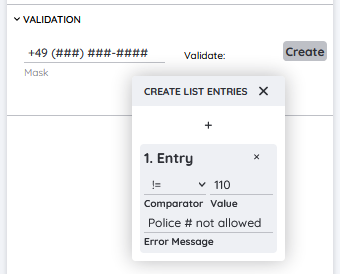 VALIDATION
+49 (###) ###-#### Validate: Create
Mask
CREATE LIST ENTRIES ×
+
1. Entry ×
!= 110
Comparator Value
Police # not allowed
Error Message